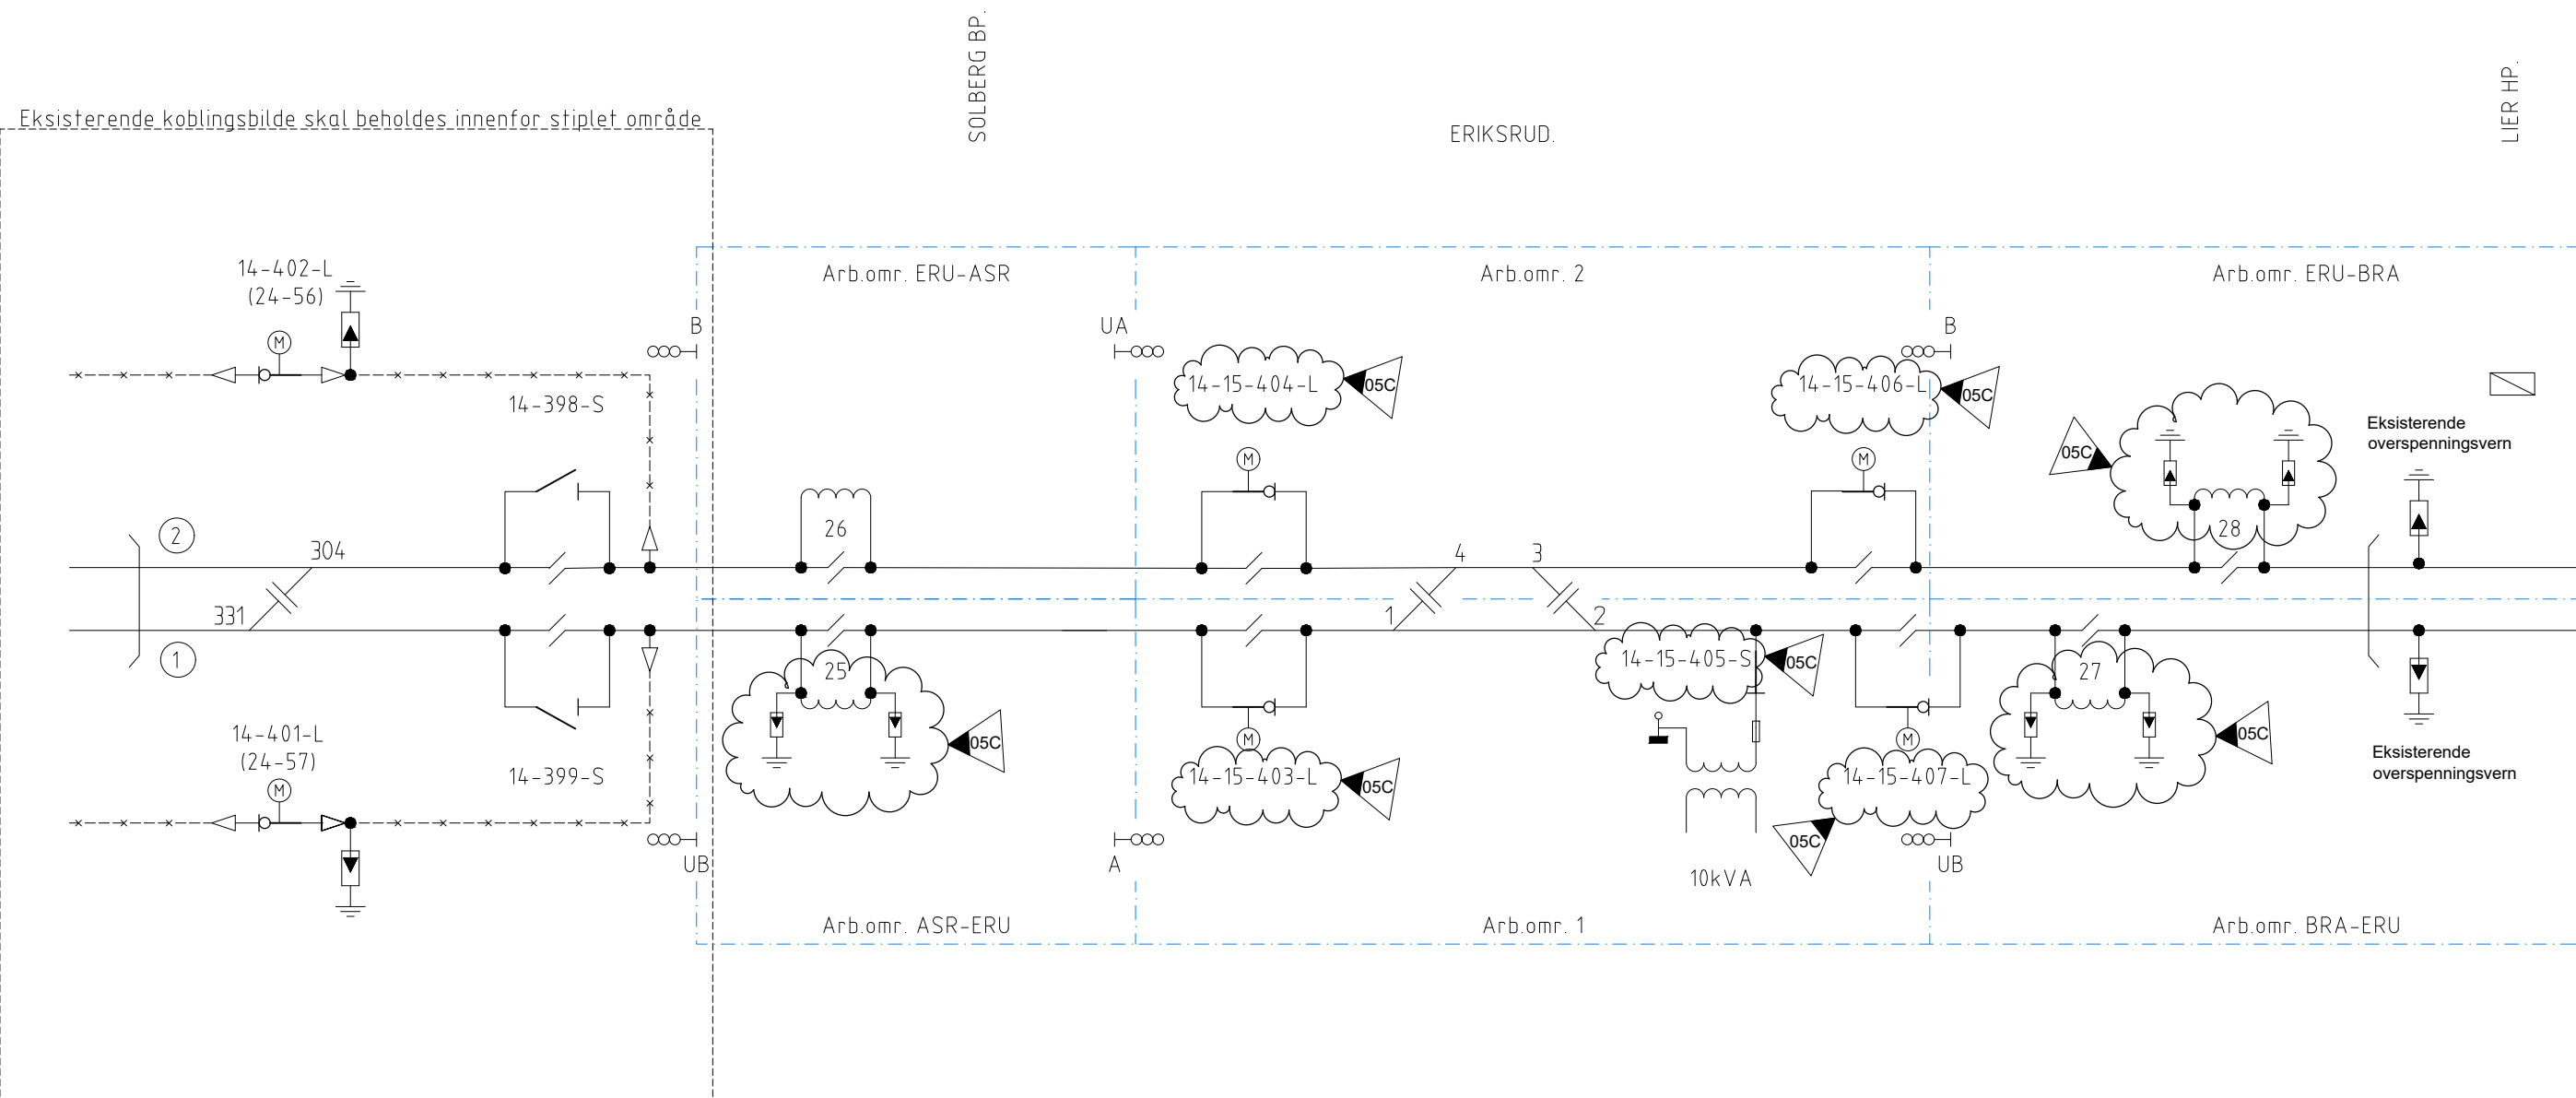 SOLBERG BP.
LIER HP.
Eksisterende koblingsbilde skal beholdes innenfor stiplet område
ERIKSRUD.
14-402-L
(24-56)
M
14-398-S
B
Arb.omr. ERU-ASR
UA
14-15-404-L
05C
M
Arb.omr. 2
14-15-406-L
05C
M
B
Arb.omr. ERU-BRA
05C
28
Eksisterende
overspenningsvern
2
304
26
4
3
331
1
2
1
25
05C
14-15-405-S
05C
27
05C
14-401-L
(24-57)
M
14-399-S
UB
M
14-15-403-L
05C
A
M
14-15-407-L
05C
UB
10kVA
Eksisterende
overspenningsvern
Arb.omr. ASR-ERU
Arb.omr. 1
Arb.omr. BRA-ERU